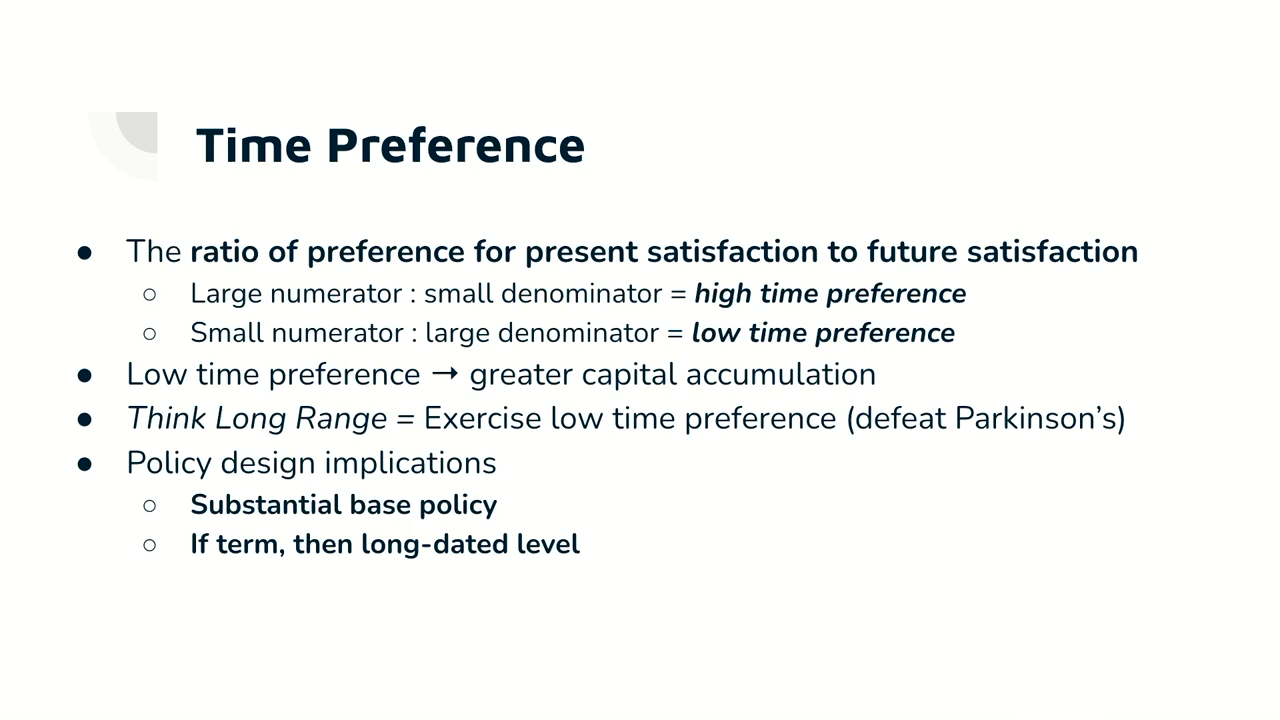 Time Preference
● The ratio of preference for present satisfaction to future satisfaction
○ Large numerator : small denominator = high time preference
○ Small numerator : large denominator = low time preference
● Low time preference → greater capital accumulation
● Think Long Range = Exercise low time preference (defeat Parkinson’s)
● Policy design implications
○ Substantial base policy
○ If term, then long-dated level